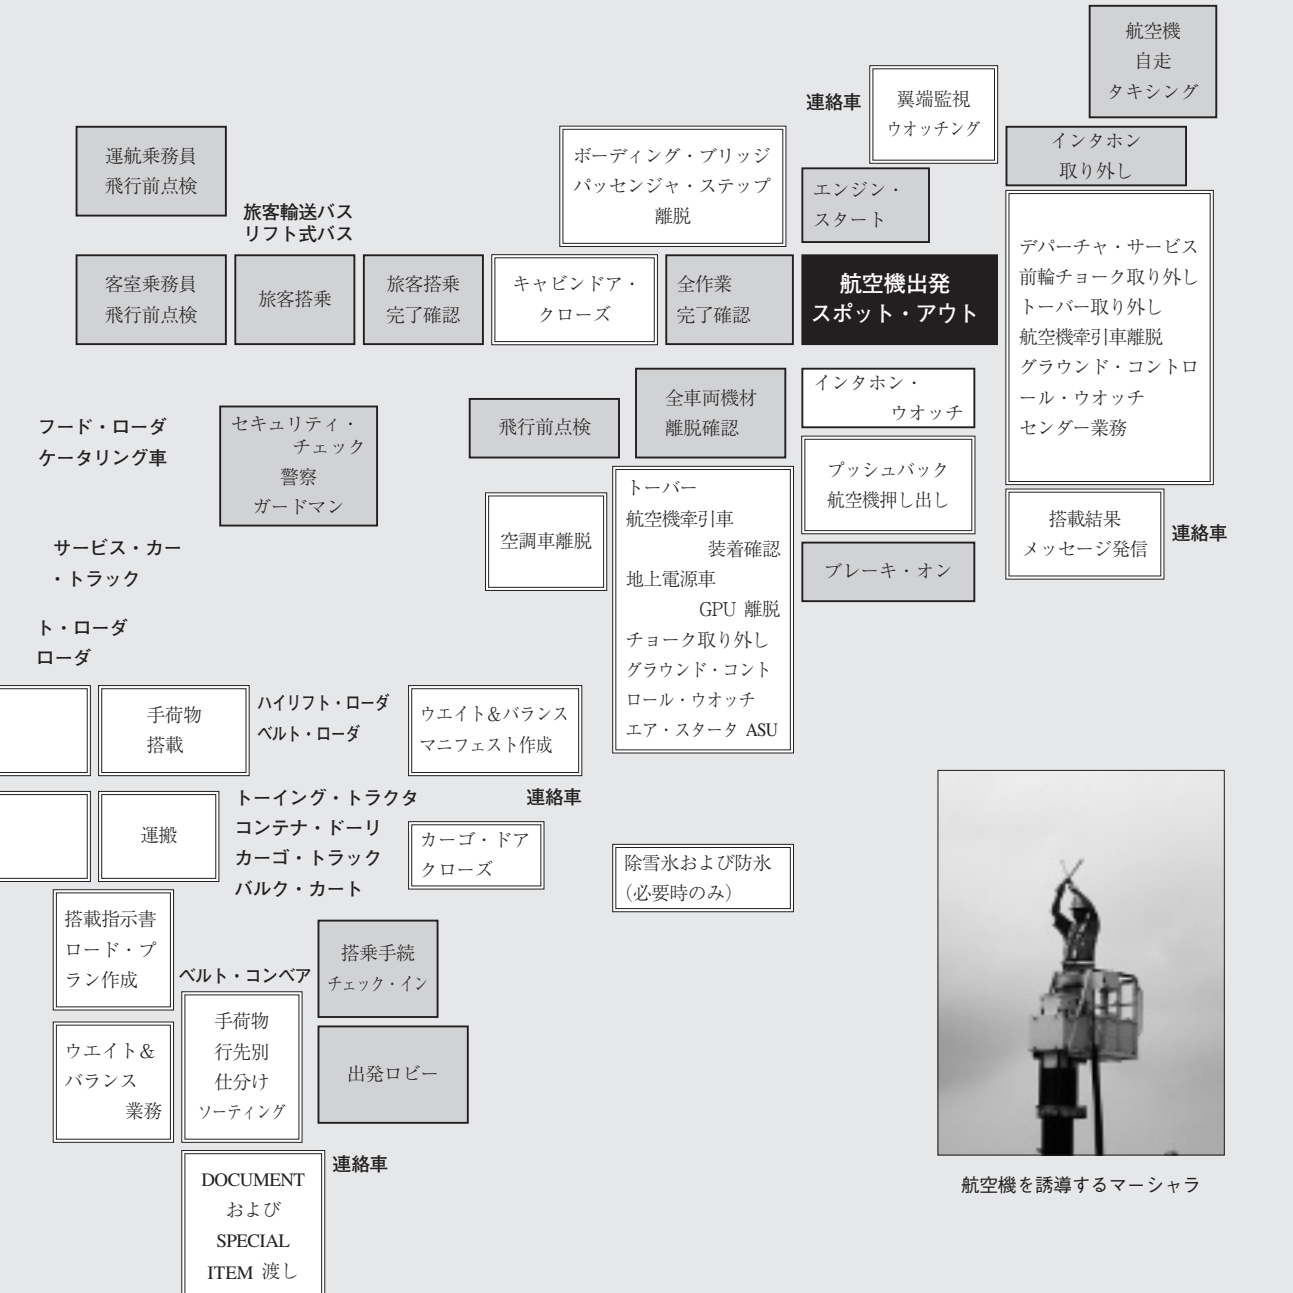 航空機
自走
タキシング
連絡車
翼端監視
ウオッチング
インタホン
取り外し
運航乗務員
飛行前点検
ボーディング・ブリッジ
パッセンジャ・ステップ
離脱
エンジン・
スタート
旅客輸送バス
リフト式バス
客室乗務員
飛行前点検
旅客搭乗
旅客搭乗
完了確認
キャビンドア・
クローズ
全作業
完了確認
航空機出発
スポット・アウト
デパーチャ・サービス
前輪チョーク取り外し
トーバー取り外し
航空機牽引車離脱
グラウンド・コントロ
ール・ウオッチ
センダー業務
フード・ローダ
ケータリング車
セキュリティ・
チェック
警察
ガードマン
飛行前点検
全車両機材
離脱確認
インタホン・
ウオッチ
プッシュバック
航空機押し出し
ブレーキ・オン
搭載結果
メッセージ発信
連絡車
サービス・カー
・トラック
空調車離脱
トーバー
航空機牽引車
装着確認
地上電源車
GPU 離脱
チョーク取り外し
グラウンド・コント
ロール・ウオッチ
エア・スタータ ASU
ト・ローダ
ローダ
手荷物
搭載
ハイリフト・ローダ
ベルト・ローダ
ウエイト&バランス
マニフェスト作成
運搬
トーイング・トラクタ
コンテナ・ドーリ
カーゴ・トラック
バルク・カート
連絡車
カーゴ・ドア
クローズ
除雪氷および防氷
(必要時のみ)
搭載指示書
ロード・プ
ラン作成
ベルト・コンベア
搭乗手続
チェック・イン
ウエイト&
バランス
業務
手荷物
行先別
仕分け
ソーティング
出発ロビー
連絡車
DOCUMENT
および
SPECIAL
ITEM 渡し
航空機を誘導するマーシャラ